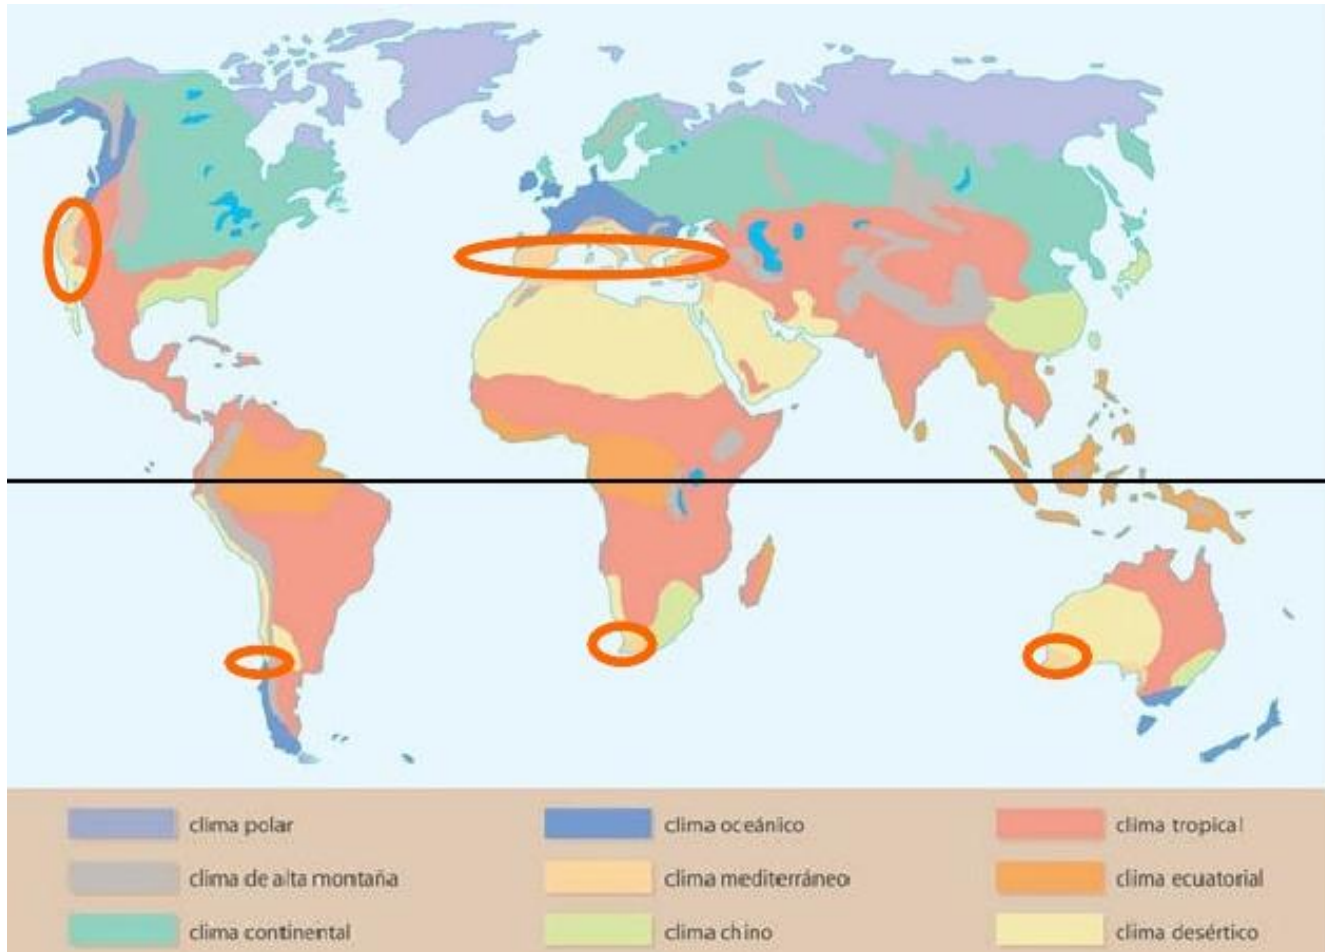 clima polar
clima oceánico
clima tropical
clima de alta montaña
clima mediterráneo
clima ecuatorial
clima continental
clima chino
clima desértico